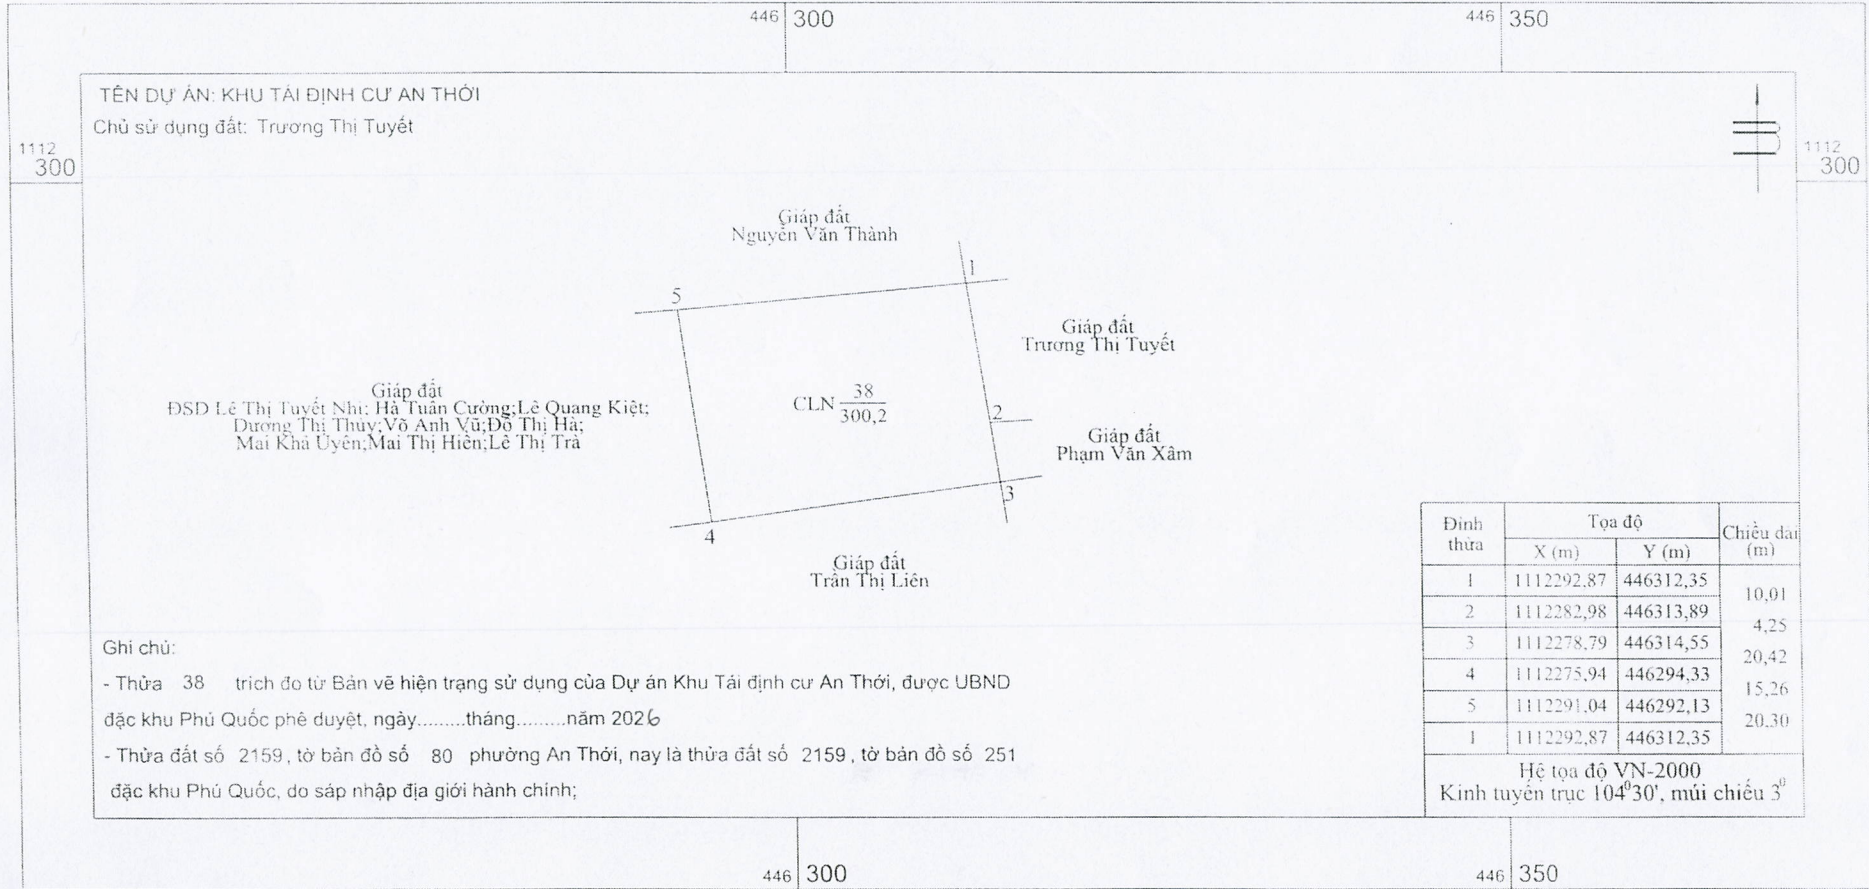 446 300
446 350
TÊN DỰ ÁN: KHU TÁI ĐỊNH CƯ AN THỚI
Chủ sử dụng đất: Trương Thị Tuyết
1112
300
1112
300
Giáp đất
Nguyễn Văn Thành
1
5
Giáp đất
Trương Thị Tuyết
Giáp đất
ĐSD Lê Thị Tuyết Nhi; Hà Tuấn Cường;Lê Quang Kiệt;
Dương Thị Thủy;Võ Anh Vũ;Đỗ Thị Hà;
Mai Khả Uyên;Mai Thị Hiền;Lê Thị Trà
CLN 38
300,2
2
Giáp đất
Phạm Văn Xâm
3
4
Giáp đất
Trần Thị Liên
Đỉnh thửa Tọa độ Chiều dài (m)
X (m) Y (m)
1 1112292,87 446312,35
10,01
2 1112282,98 446313,89
4,25
3 1112278,79 446314,55
20,42
4 1112275,94 446294,33
15,26
5 1112291,04 446292,13
20,30
1 1112292,87 446312,35
Hệ tọa độ VN-2000
Kinh tuyến trục 104⁰30', múi chiếu 3⁰
Ghi chú:
- Thửa 38 trích đo từ Bản vẽ hiện trạng sử dụng của Dự án Khu Tái định cư An Thới, được UBND
đặc khu Phú Quốc phê duyệt, ngày.........tháng.........năm 2026
- Thửa đất số 2159, tờ bản đồ số 80 phường An Thới, nay là thửa đất số 2159, tờ bản đồ số 251
đặc khu Phú Quốc, do sáp nhập địa giới hành chính;
446 300
446 350